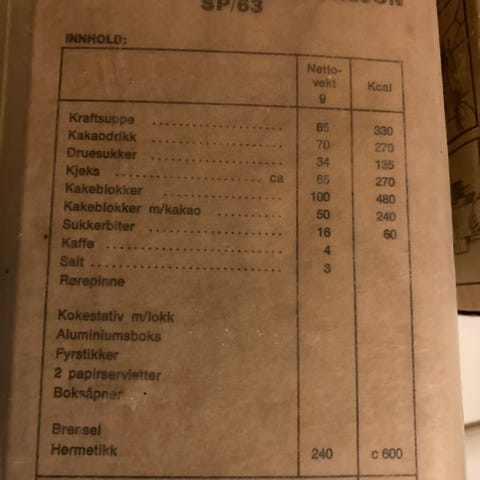 SP/63
INNHOLD:
Netto-
vekt
g
Kcal
Kraftsuppe .................. 65 330
Kakaodrikk .................. 70 270
Druesukker .................. 34 135
Kjeks .................. ca 65 270
Kakeblokker .................. 100 480
Kakeblokker m/kakao .......... 50 240
Sukkerbiter .................. 16 60
Kaffe .................. 4
Salt .................. 3
Rørepinne
Kokestativ m/lokk
Aluminiumsboks
Fyrstikker
2 papirservietter
Boksåpner
Brensel
Hermetikk 240 c 600